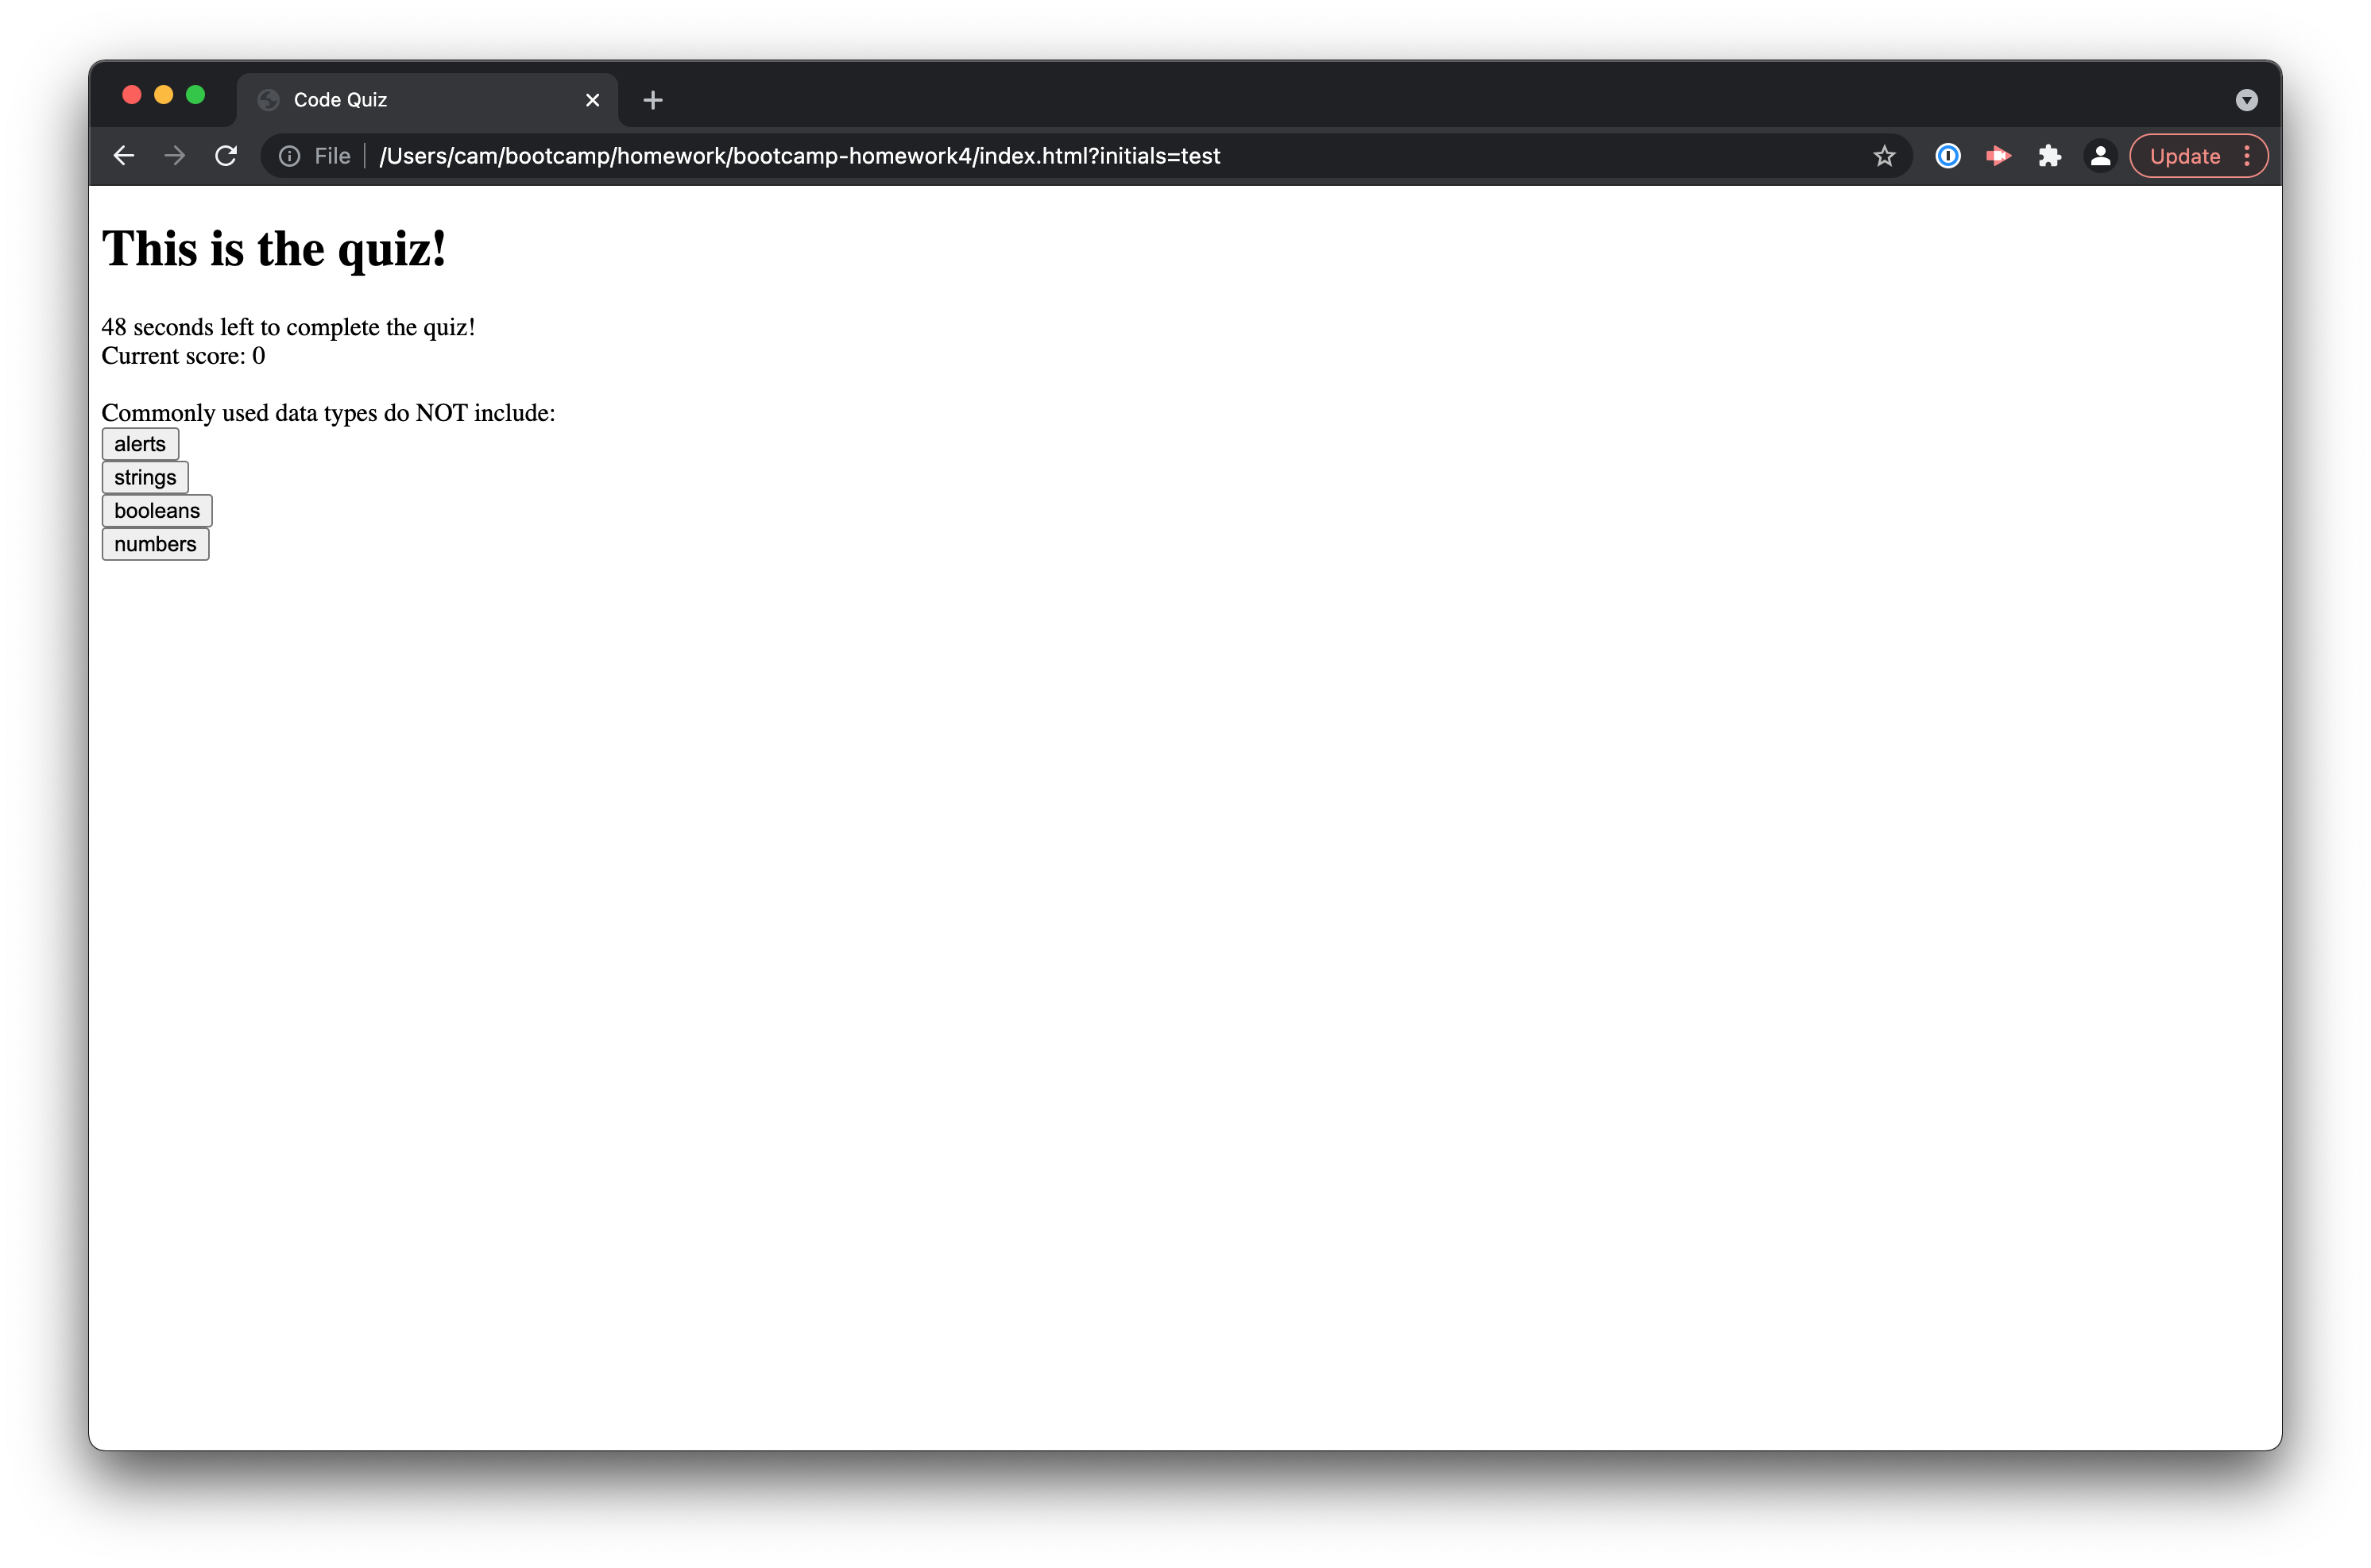 Code Quiz
File
/Users/cam/bootcamp/homework/bootcamp-homework4/index.html?initials=test
Update
This is the quiz!
48 seconds left to complete the quiz!
Current score: 0
Commonly used data types do NOT include:
alerts
strings
booleans
numbers